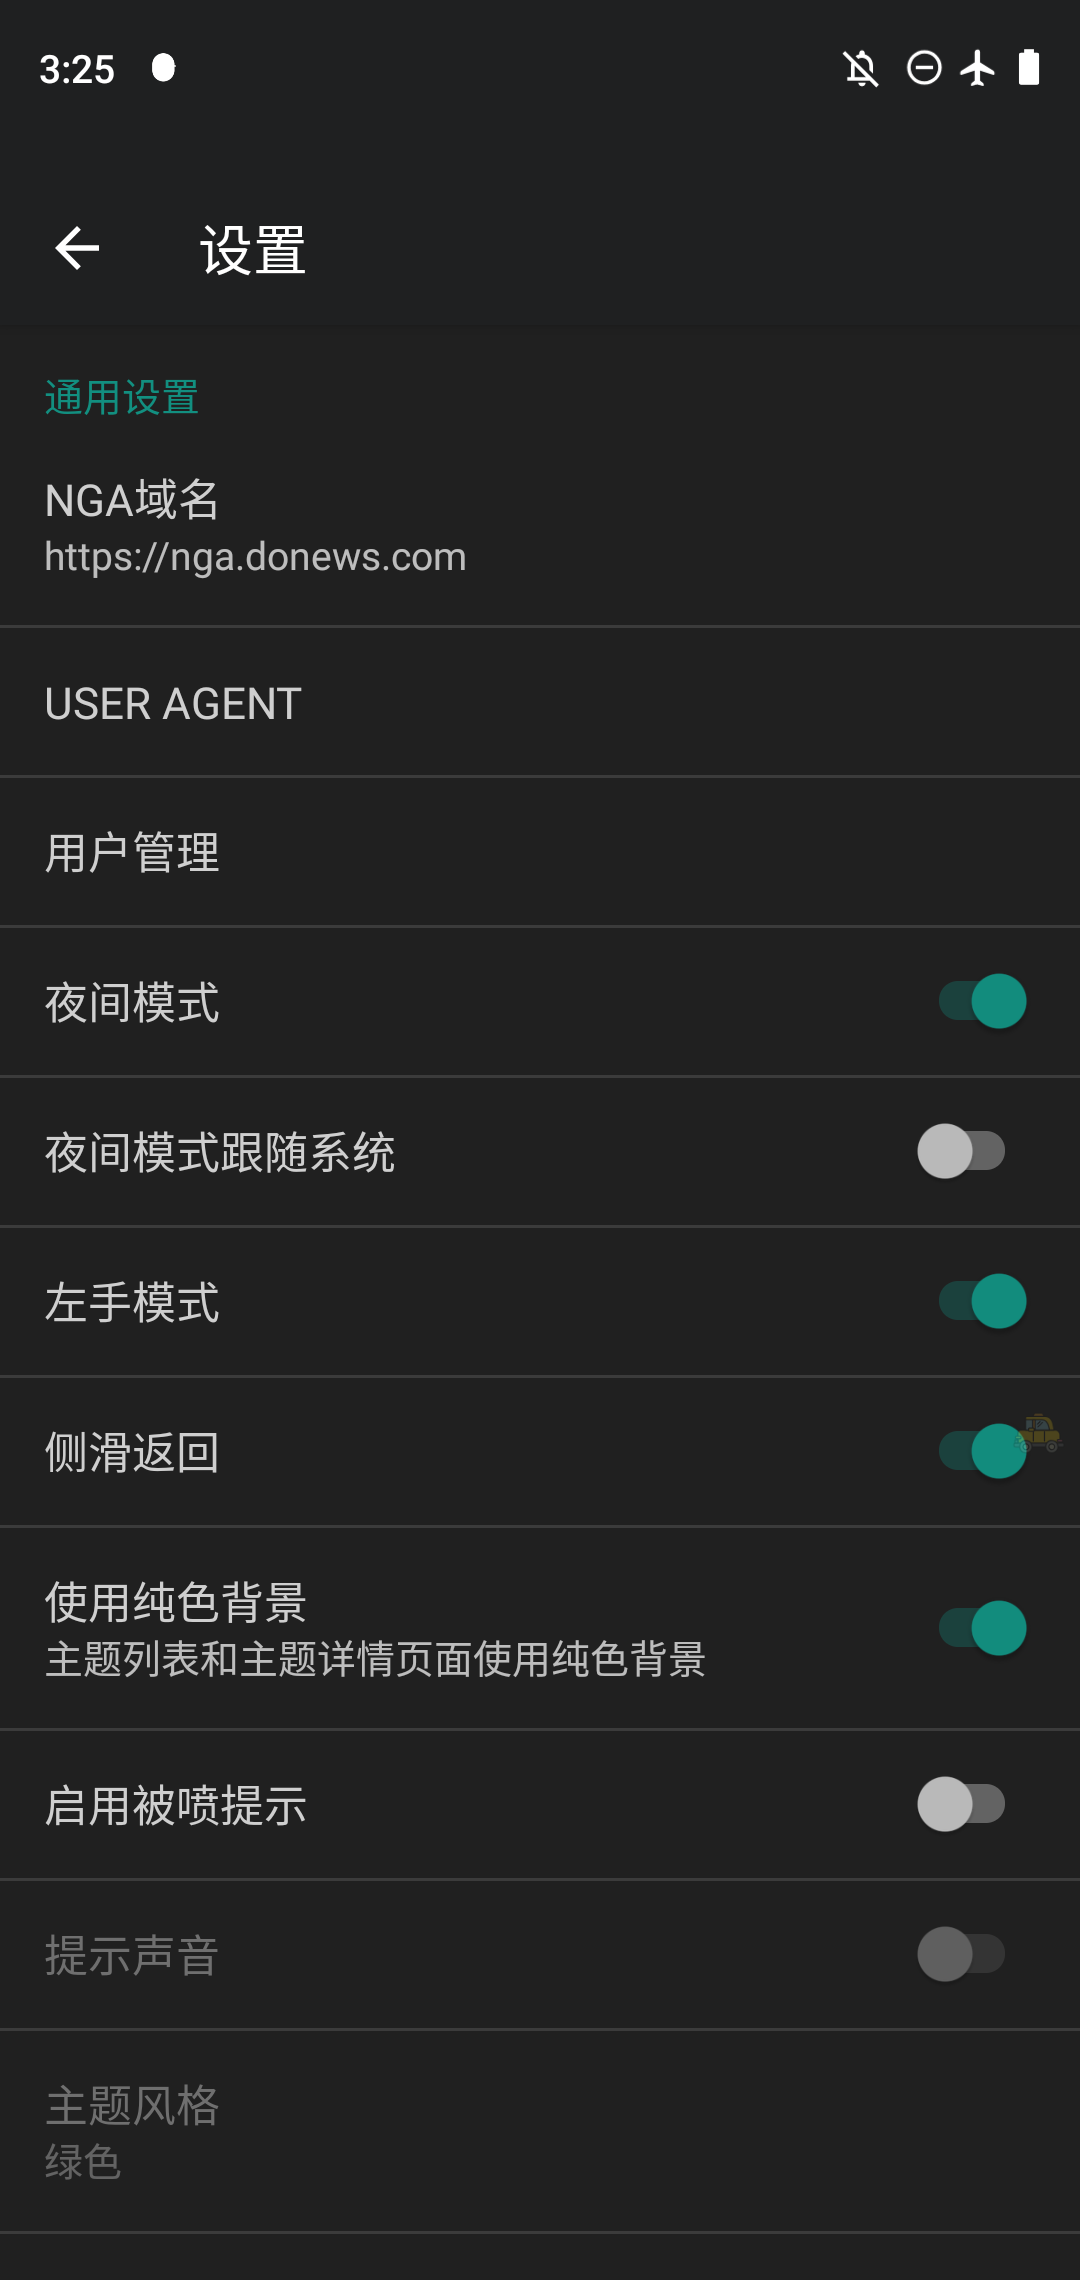 3:25
设置
通用设置
NGA域名
https://nga.donews.com
USER AGENT
用户管理
夜间模式
夜间模式跟随系统
左手模式
侧滑返回
使用纯色背景
主题列表和主题详情页面使用纯色背景
启用被喷提示
提示声音
主题风格
绿色